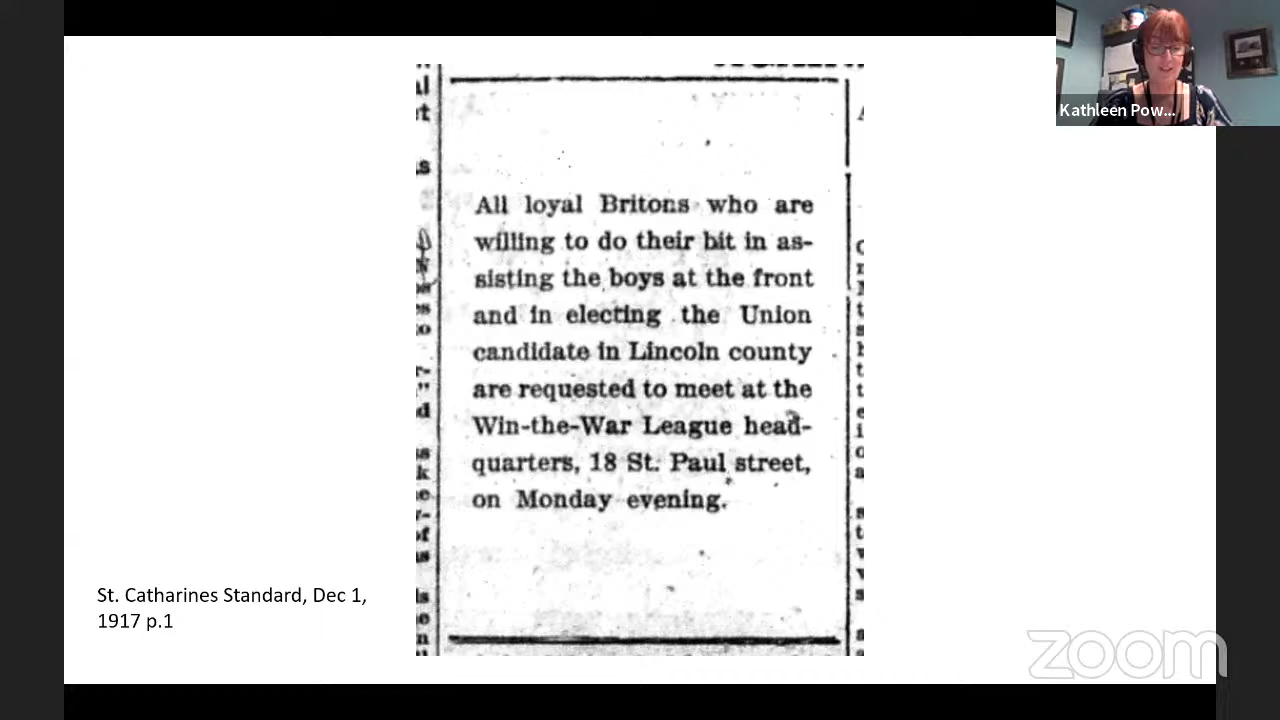 Kathleen Pow...
All loyal Britons who are
willing to do their bit in as-
sisting the boys at the front
and in electing the Union
candidate in Lincoln county
are requested to meet at the
Win-the-War League head-
quarters, 18 St. Paul street,
on Monday evening.
St. Catharines Standard, Dec 1,
1917 p.1
zoom